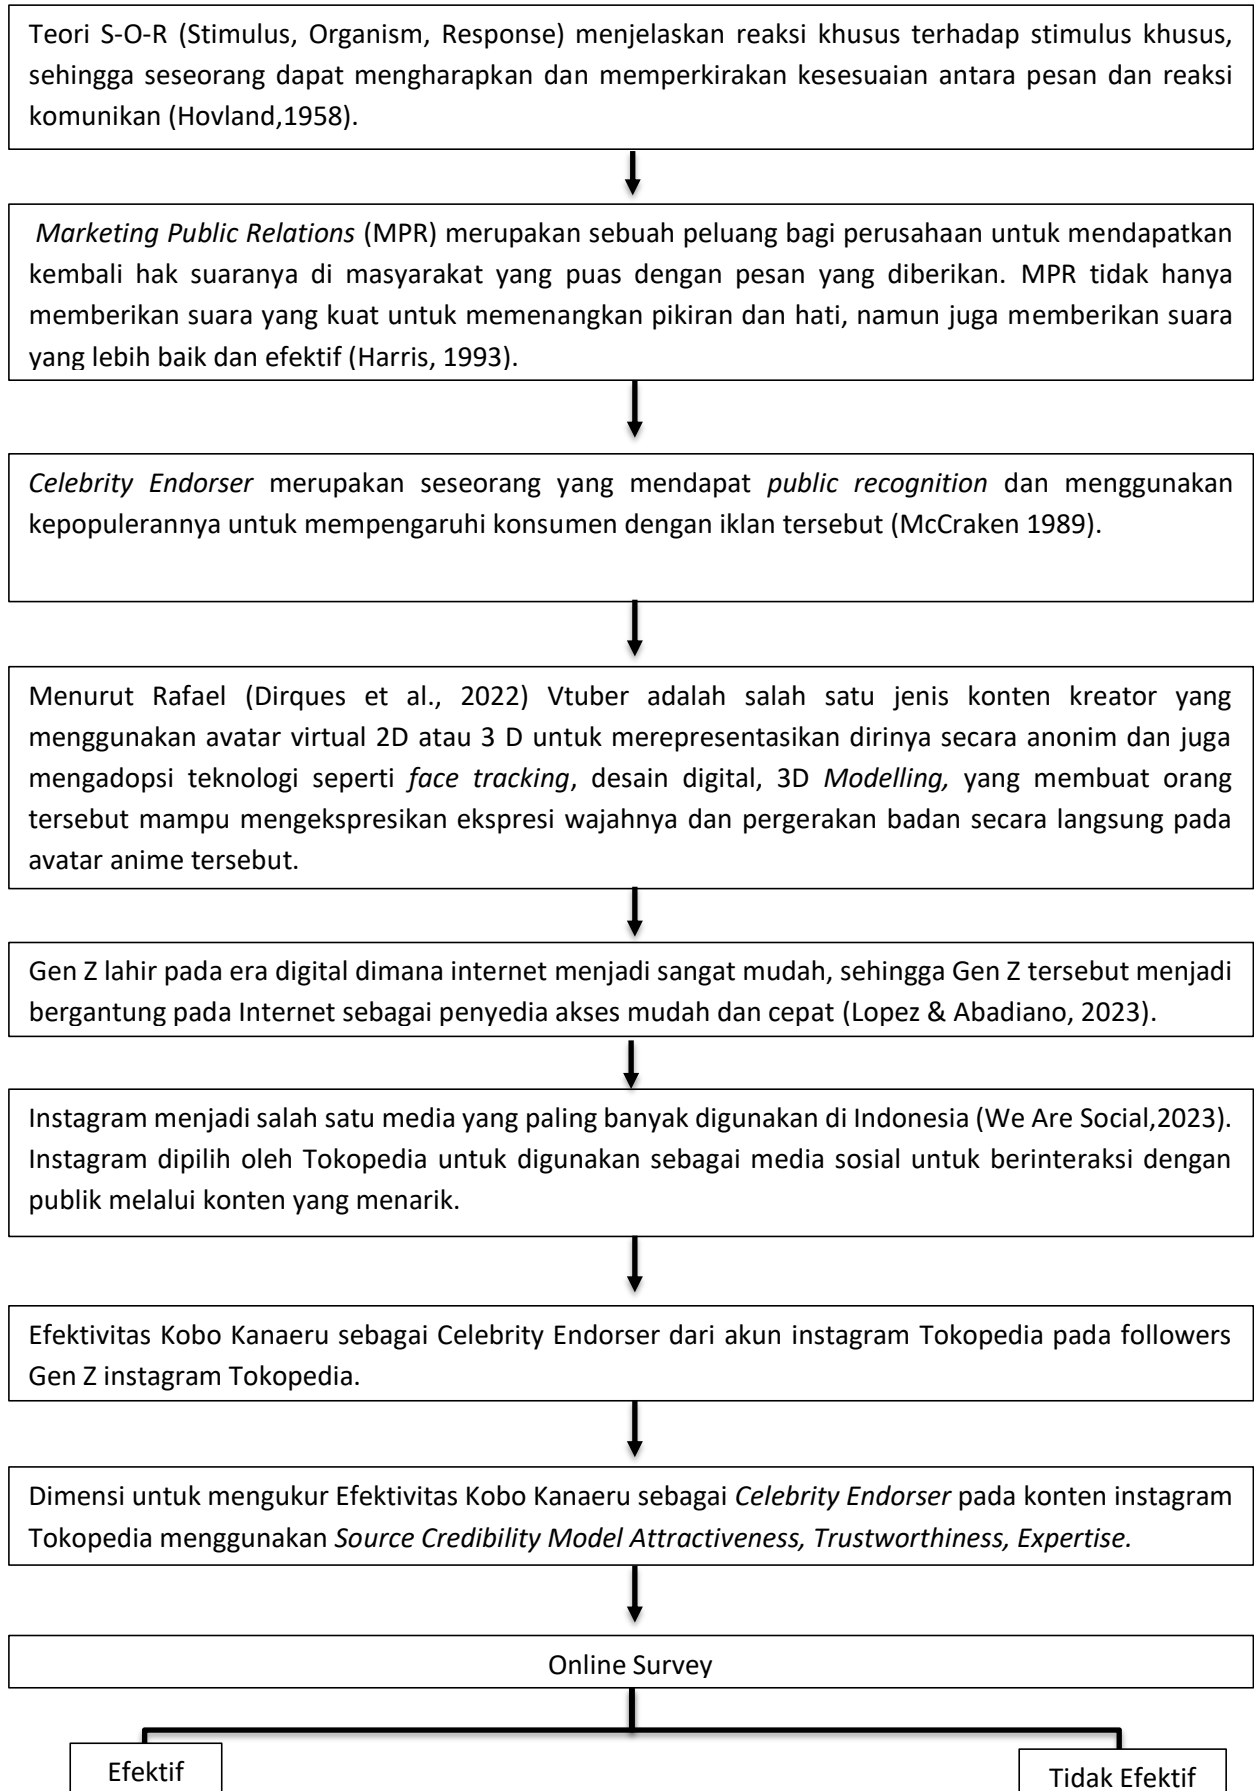 Teori S-O-R (Stimulus, Organism, Response) menjelaskan reaksi khusus terhadap stimulus khusus,
sehingga seseorang dapat mengharapkan dan memperkirakan kesesuaian antara pesan dan reaksi
komunikan (Hovland,1958).
Marketing Public Relations (MPR) merupakan sebuah peluang bagi perusahaan untuk mendapatkan
kembali hak suaranya di masyarakat yang puas dengan pesan yang diberikan. MPR tidak hanya
memberikan suara yang kuat untuk memenangkan pikiran dan hati, namun juga memberikan suara
yang lebih baik dan efektif (Harris, 1993).
Celebrity Endorser merupakan seseorang yang mendapat public recognition dan menggunakan
kepopulerannya untuk mempengaruhi konsumen dengan iklan tersebut (McCraken 1989).
Menurut Rafael (Dirques et al., 2022) Vtuber adalah salah satu jenis konten kreator yang
menggunakan avatar virtual 2D atau 3 D untuk merepresentasikan dirinya secara anonim dan juga
mengadopsi teknologi seperti face tracking, desain digital, 3D Modelling, yang membuat orang
tersebut mampu mengekspresikan ekspresi wajahnya dan pergerakan badan secara langsung pada
avatar anime tersebut.
Gen Z lahir pada era digital dimana internet menjadi sangat mudah, sehingga Gen Z tersebut menjadi
bergantung pada Internet sebagai penyedia akses mudah dan cepat (Lopez & Abadiano, 2023).
Instagram menjadi salah satu media yang paling banyak digunakan di Indonesia (We Are Social,2023).
Instagram dipilih oleh Tokopedia untuk digunakan sebagai media sosial untuk berinteraksi dengan
publik melalui konten yang menarik.
Efektivitas Kobo Kanaeru sebagai Celebrity Endorser dari akun instagram Tokopedia pada followers
Gen Z instagram Tokopedia.
Dimensi untuk mengukur Efektivitas Kobo Kanaeru sebagai Celebrity Endorser pada konten instagram
Tokopedia menggunakan Source Credibility Model Attractiveness, Trustworthiness, Expertise.
Online Survey
Efektif
Tidak Efektif